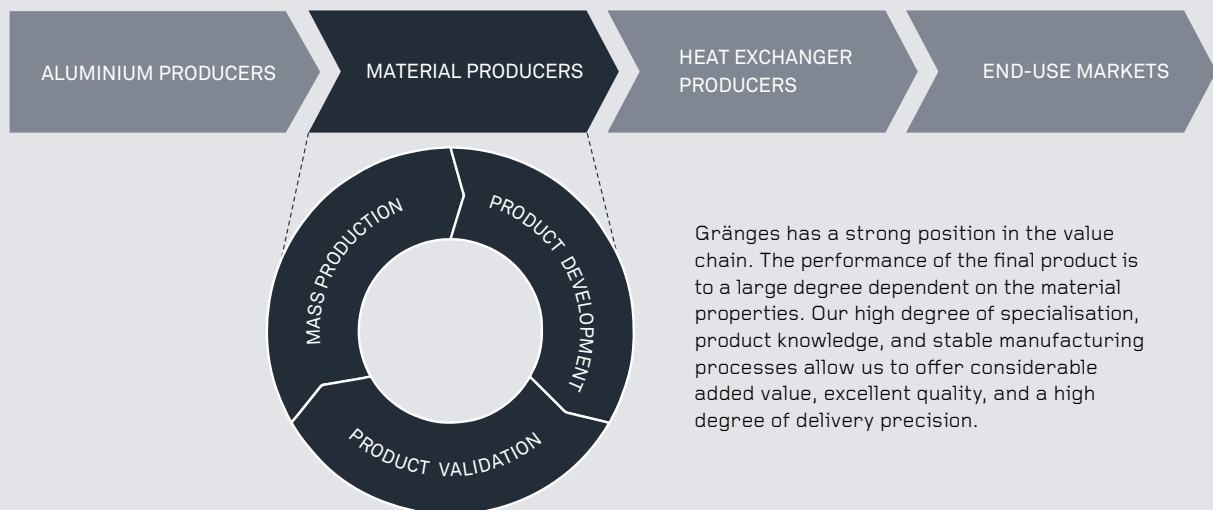 ALUMINIUM PRODUCERS
MATERIAL PRODUCERS
HEAT EXCHANGER
PRODUCERS
END-USE MARKETS
MASS PRODUCTION
PRODUCT DEVELOPMENT
PRODUCT VALIDATION
Gränges has a strong position in the value
chain. The performance of the final product is
to a large degree dependent on the material
properties. Our high degree of specialisation,
product knowledge, and stable manufacturing
processes allow us to offer considerable
added value, excellent quality, and a high
degree of delivery precision.